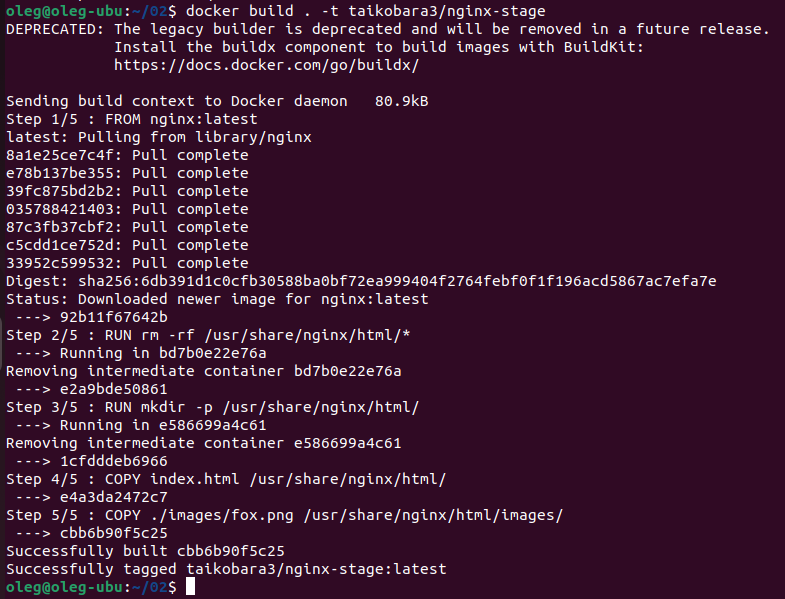 oleg@oleg-ubu:~/02$ docker build . -t taikobara3/nginx-stage
DEPRECATED: The legacy builder is deprecated and will be removed in a future release.
            Install the buildx component to build images with BuildKit:
            https://docs.docker.com/go/buildx/

Sending build context to Docker daemon   80.9kB
Step 1/5 : FROM nginx:latest
latest: Pulling from library/nginx
8a1e25ce7c4f: Pull complete
e78b137be355: Pull complete
39fc875bd2b2: Pull complete
035788421403: Pull complete
87c3fb37cbf2: Pull complete
c5cdd1ce752d: Pull complete
33952c599532: Pull complete
Digest: sha256:6db391d1c0cfb30588ba0bf72ea999404f2764febf0f1f196acd5867ac7efa7e
Status: Downloaded newer image for nginx:latest
 ---> 92b11f67642b
Step 2/5 : RUN rm -rf /usr/share/nginx/html/*
 ---> Running in bd7b0e22e76a
Removing intermediate container bd7b0e22e76a
 ---> e2a9bde50861
Step 3/5 : RUN mkdir -p /usr/share/nginx/html/
 ---> Running in e586699a4c61
Removing intermediate container e586699a4c61
 ---> 1cfdddeb6966
Step 4/5 : COPY index.html /usr/share/nginx/html/
 ---> e4a3da2472c7
Step 5/5 : COPY ./images/fox.png /usr/share/nginx/html/images/
 ---> cbb6b90f5c25
Successfully built cbb6b90f5c25
Successfully tagged taikobara3/nginx-stage:latest
oleg@oleg-ubu:~/02$